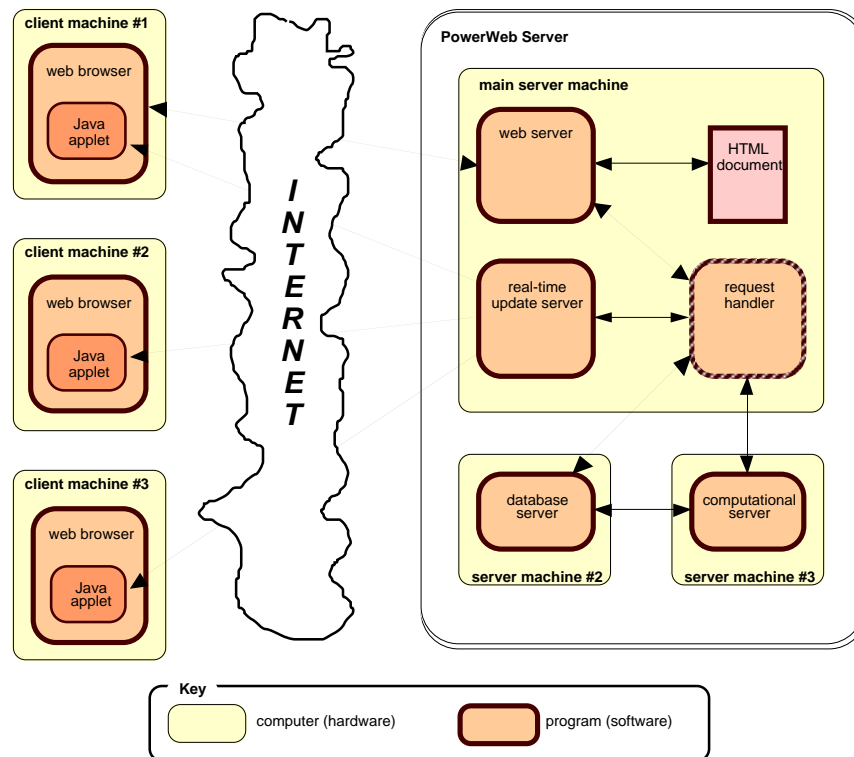 client machine #1
web browser
Java
applet
client machine #2
web browser
Java
applet
client machine #3
web browser
Java
applet
INTERNET
PowerWeb Server
main server machine
web server
HTML
document
real-time
update server
request
handler
database
server
server machine #2
computational
server
server machine #3
Key
computer (hardware)
program (software)